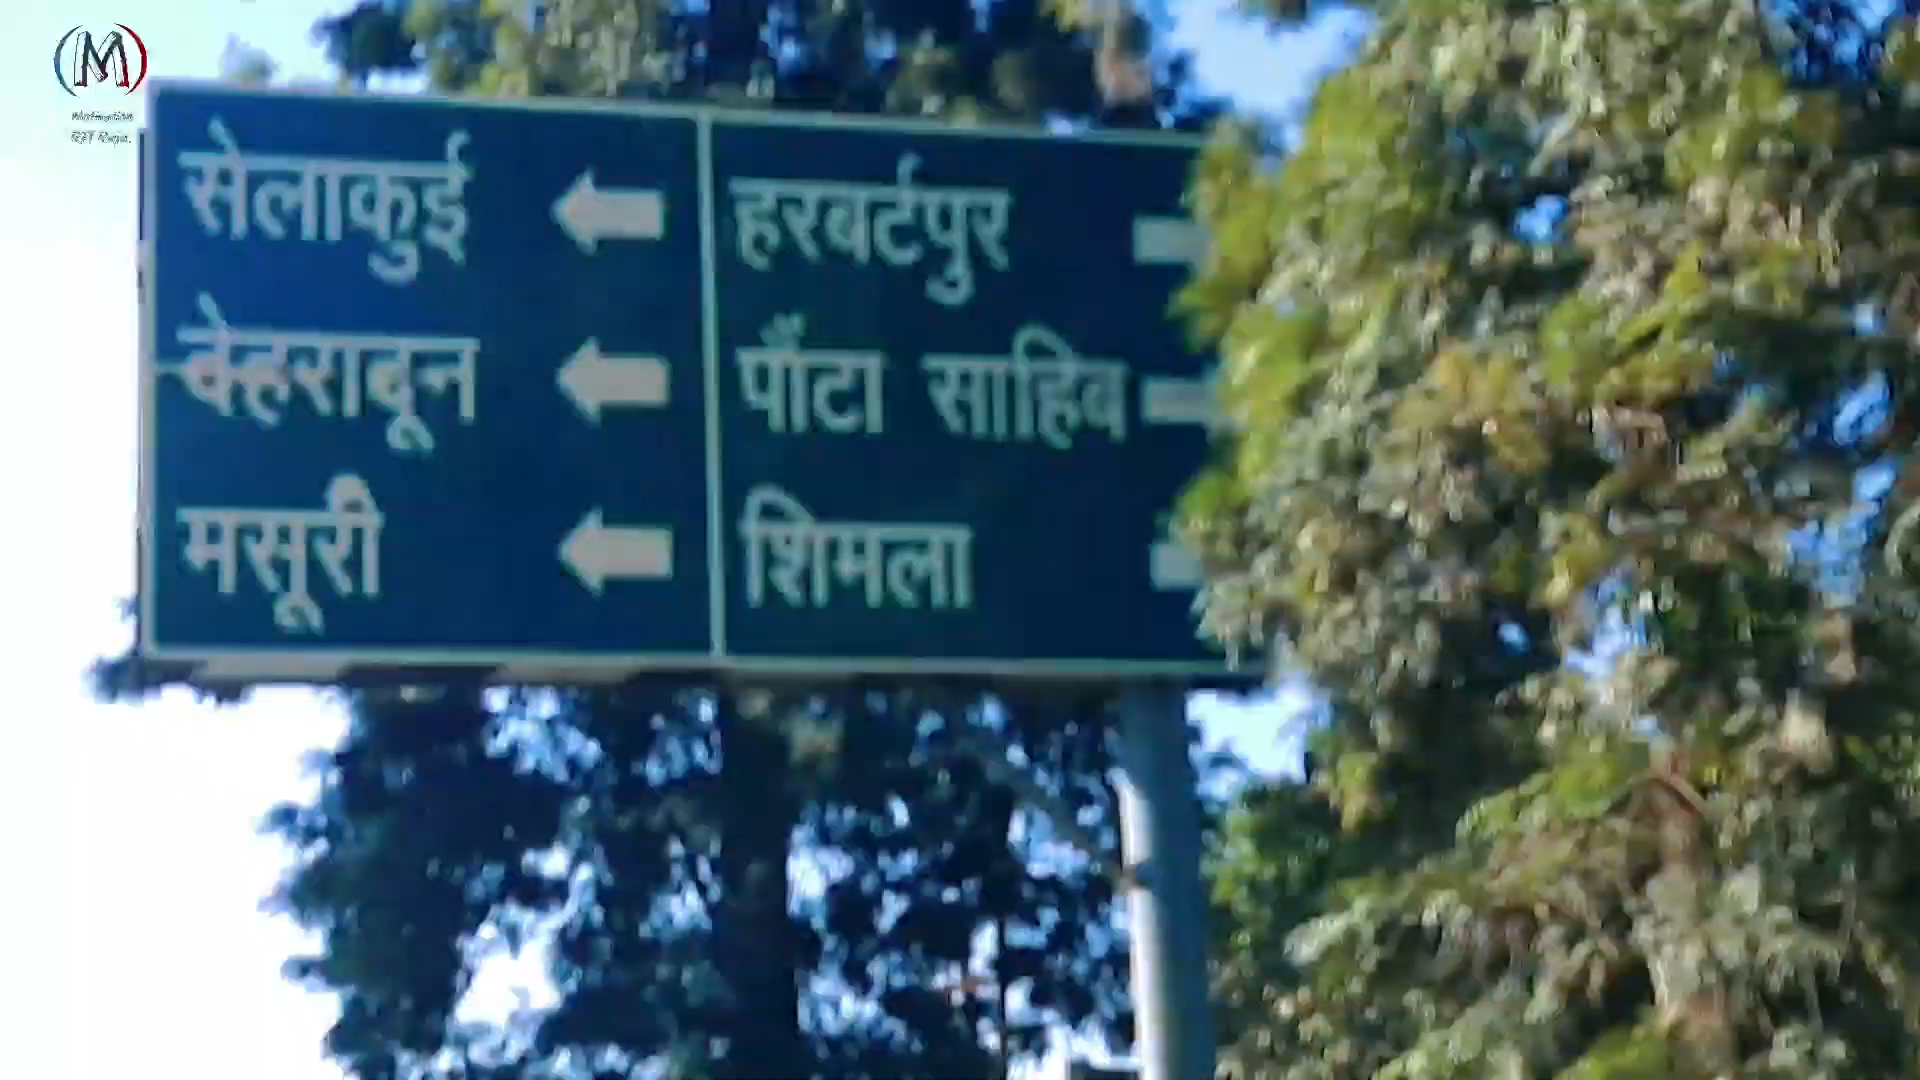 M
सेलाकुई
देहरादून
मसूरी
हरबर्टपुर
पौंटा साहिब
शिमला